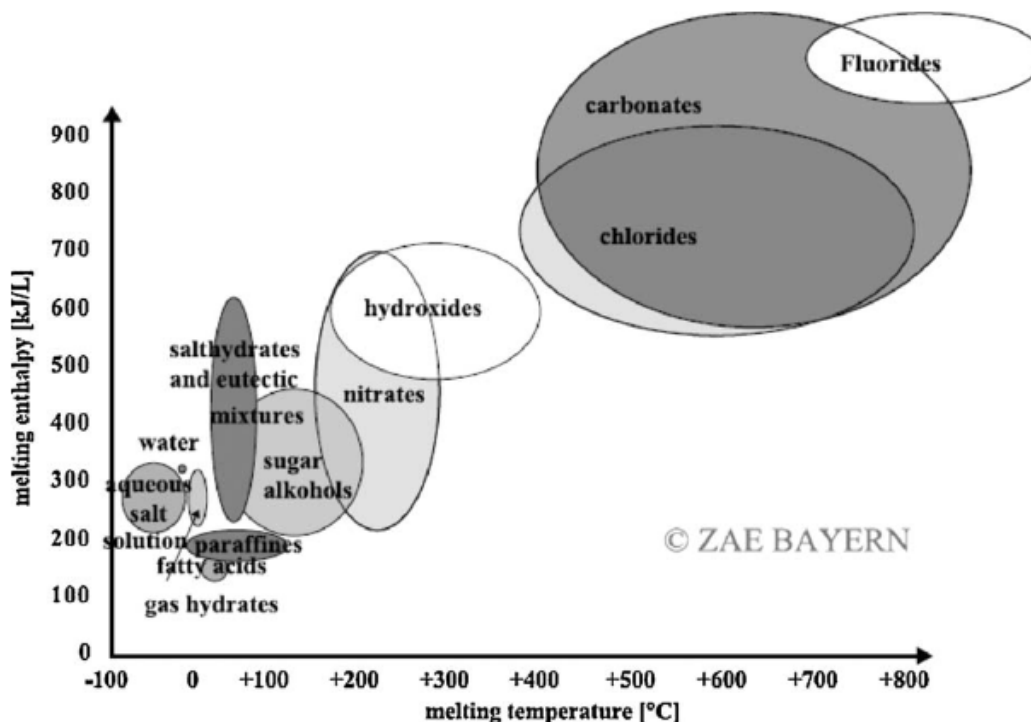 Fluorides
carbonates
900
800
chlorides
700
hydroxides
600
salthydrates
and eutectic
500
nitrates
mixtures
400
water
sugar
alkohols
300
aqueous
salt
solution
200
paraffines
© ZAE BAYERN
fatty acids
100
gas hydrates
0
melting enthalpy [kJ/L]
-100 0 +100 +200 +300 +400 +500 +600 +700 +800
melting temperature [°C]